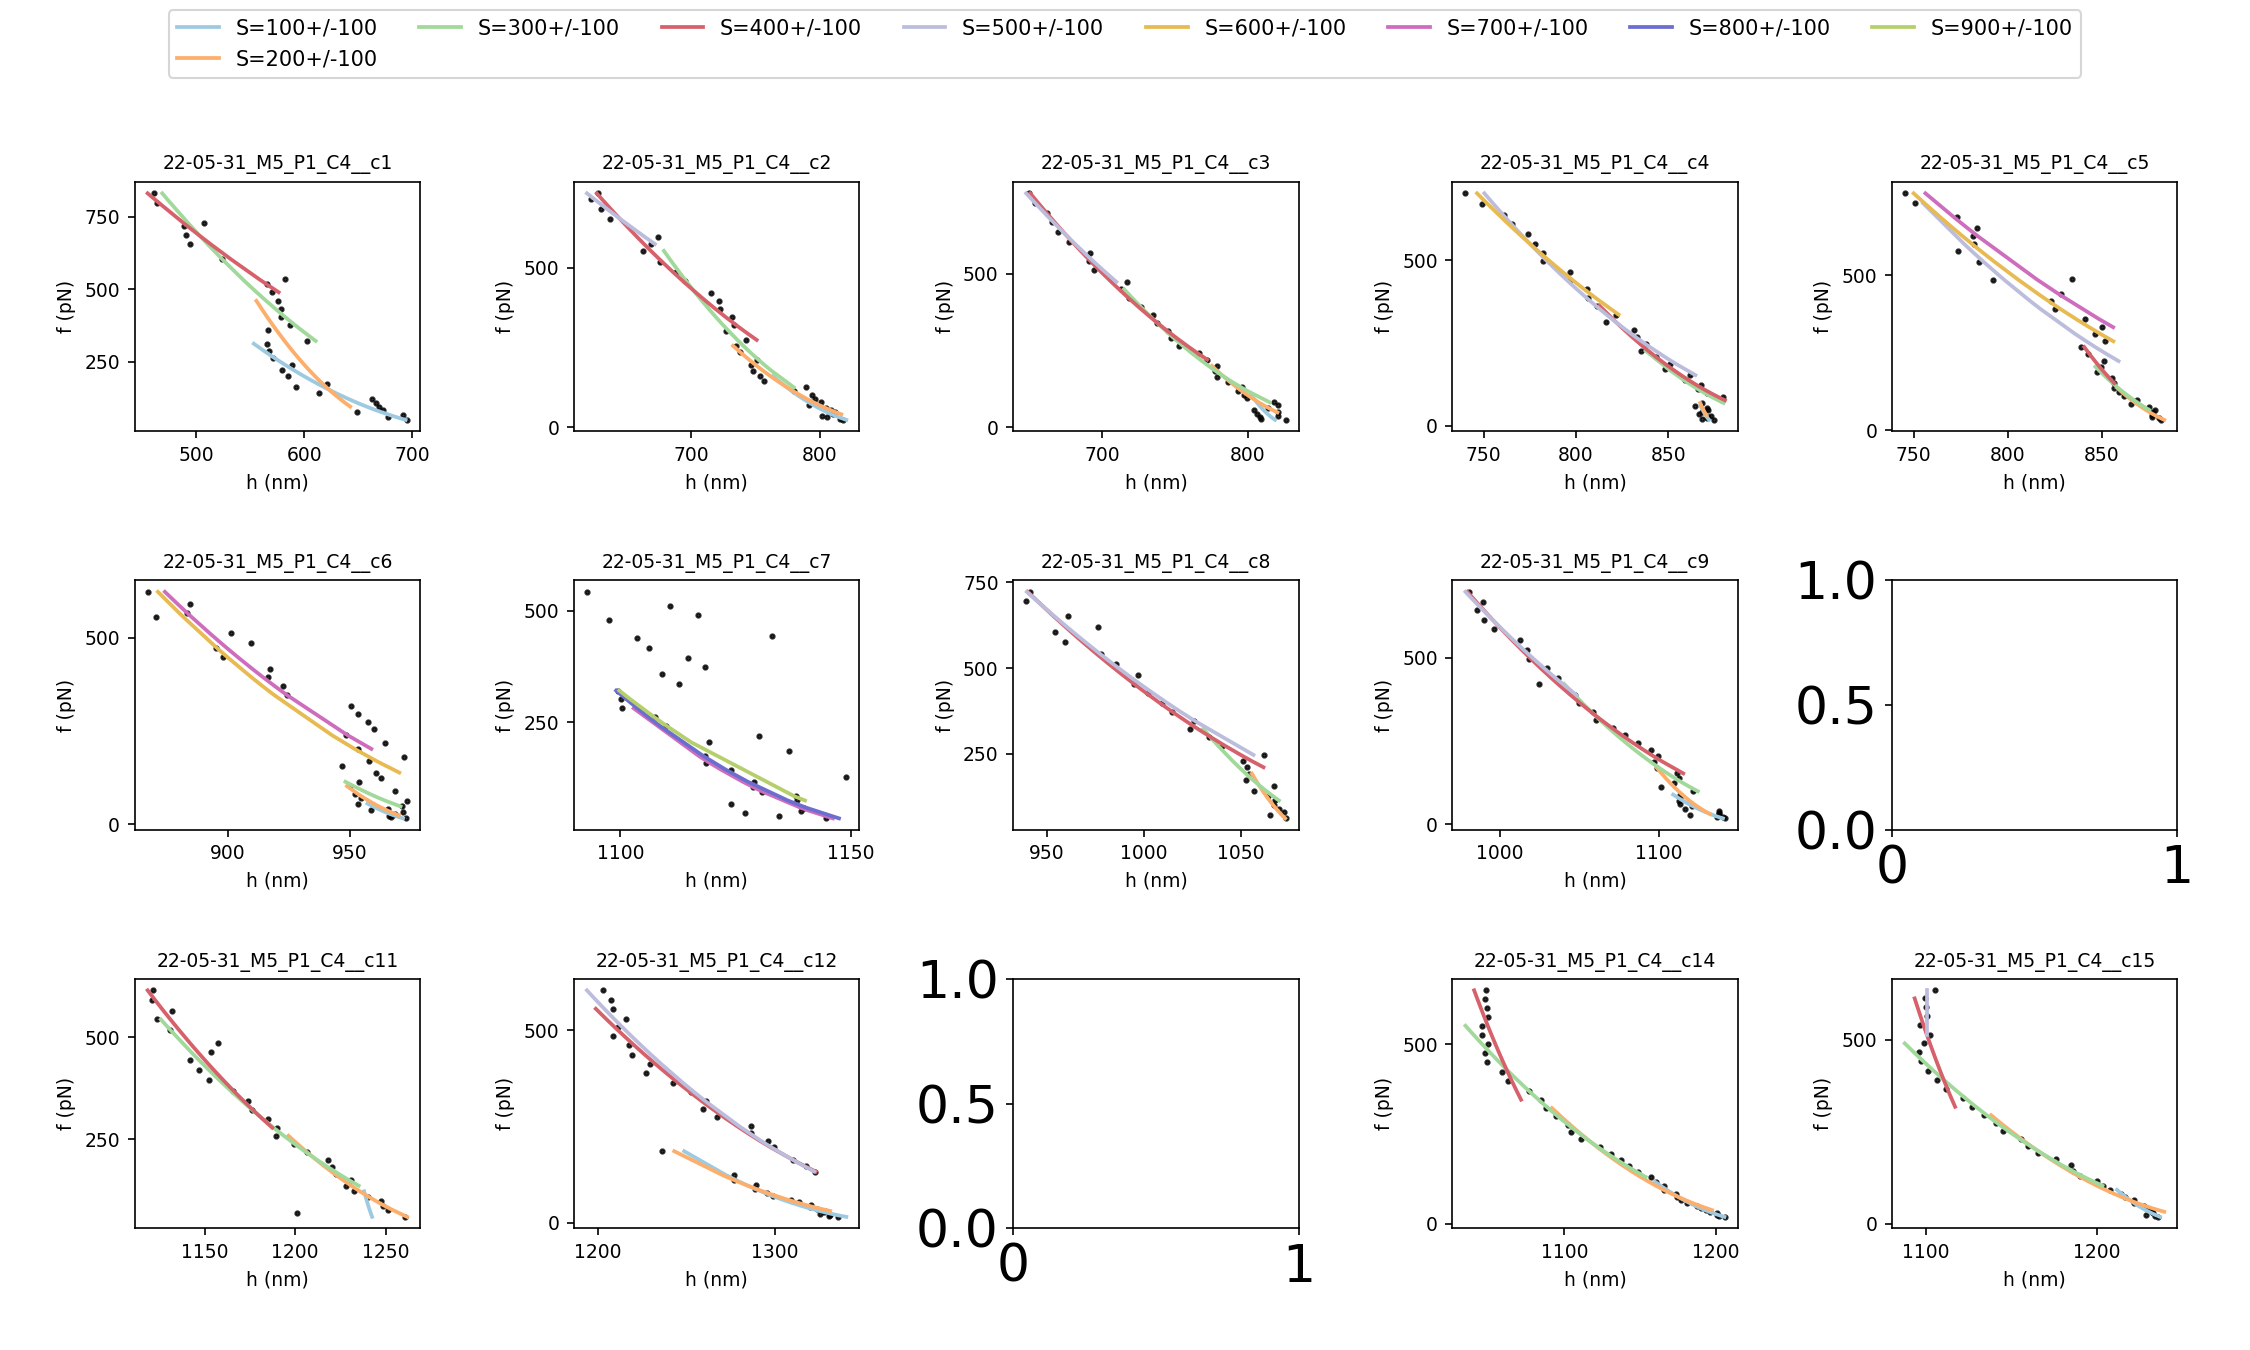 S=100+/-100 S=300+/-100 S=400+/-100 S=500+/-100 S=600+/-100 S=700+/-100 S=800+/-100 S=900+/-100
S=200+/-100
22-05-31_M5_P1_C4__c1
f (pN)
750
500
250
500 600 700
h (nm)
22-05-31_M5_P1_C4__c2
f (pN)
500
0
700 800
h (nm)
22-05-31_M5_P1_C4__c3
f (pN)
500
0
700 800
h (nm)
22-05-31_M5_P1_C4__c4
f (pN)
500
0
750 800 850
h (nm)
22-05-31_M5_P1_C4__c5
f (pN)
500
0
750 800 850
h (nm)
22-05-31_M5_P1_C4__c6
f (pN)
500
0
900 950
h (nm)
22-05-31_M5_P1_C4__c7
f (pN)
500
250
1100 1150
h (nm)
22-05-31_M5_P1_C4__c8
f (pN)
750
500
250
950 1000 1050
h (nm)
22-05-31_M5_P1_C4__c9
f (pN)
500
0
1000 1100
h (nm)
1.0
0.5
0.0
0 1
22-05-31_M5_P1_C4__c11
f (pN)
500
250
1150 1200 1250
h (nm)
22-05-31_M5_P1_C4__c12
f (pN)
500
0
1200 1300
h (nm)
1.0
0.5
0.0
0 1
22-05-31_M5_P1_C4__c14
f (pN)
500
0
1100 1200
h (nm)
22-05-31_M5_P1_C4__c15
f (pN)
500
0
1100 1200
h (nm)